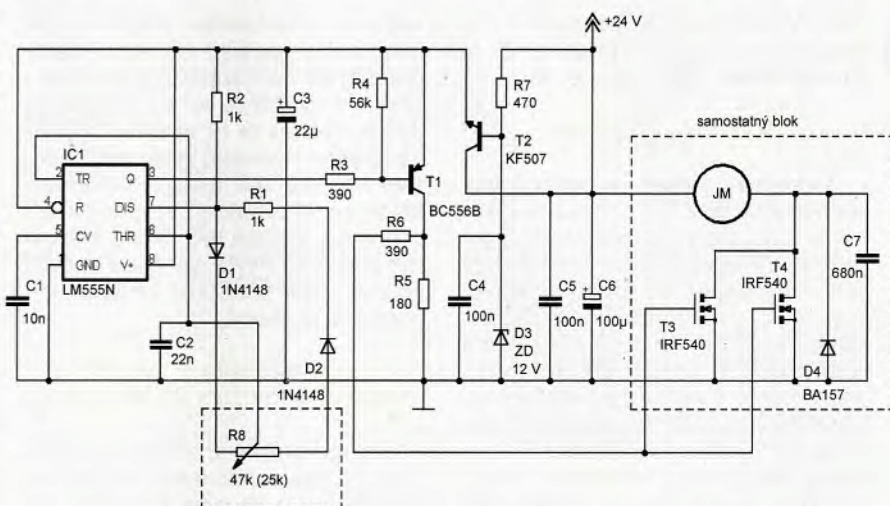 +24 V
R4
56k
R7
470
R2
1k
C3
+
22µ
samostatný blok
T2
KF507
IC1
2
TR
Q
3
R3
390
T1
BC556B
JM
4
R
DIS
7
R1
1k
R6
390
C7
680n
5
CV
THR
6
T4
IRF540
1
GND
V+
8
D1
1N4148
R5
180
C4
100n
C5
100n
+
C6
100µ
C1
10n
LM555N
C2
22n
D3
ZD
12 V
T3
IRF540
D2
1N4148
D4
BA157
R8
47k (25k)